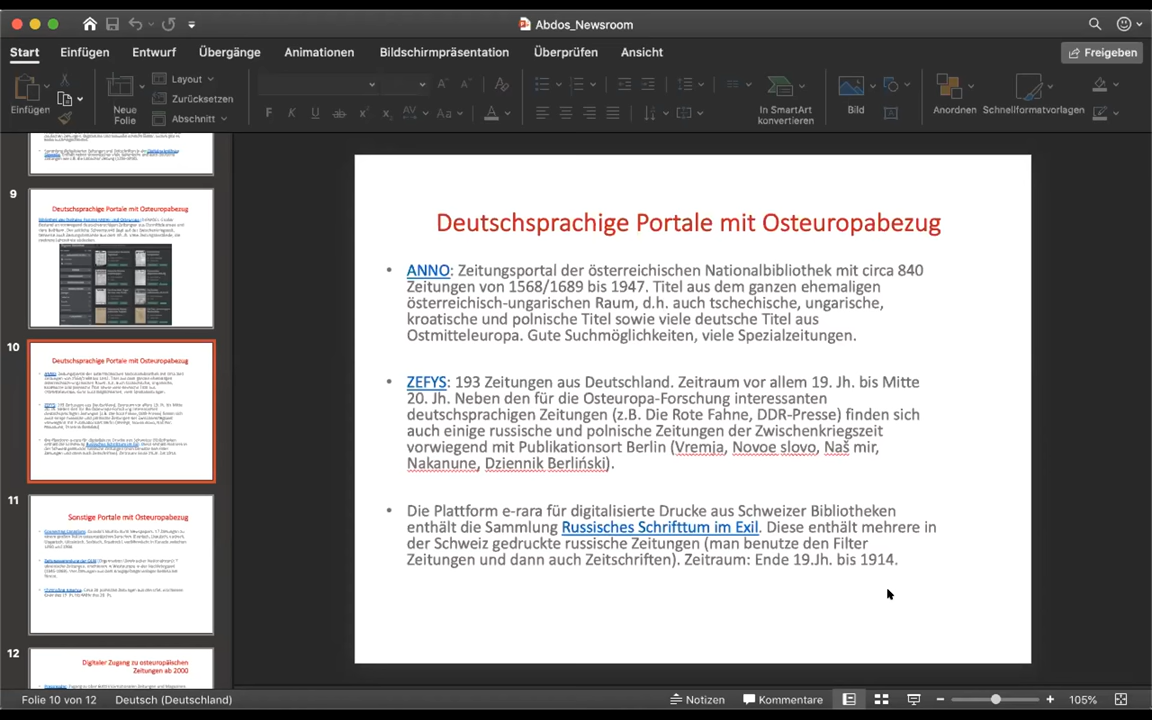 Abdos_Newsroom
Start Einfügen Entwurf Übergänge Animationen Bildschirmpräsentation Überprüfen Ansicht Freigeben
Einfügen
Neue Folie
Layout
Zurücksetzen
Abschnitt
F K U ab x x AV Aa A
In SmartArt konvertieren
Bild
Anordnen
Schnellformatvorlagen
9
Deutschsprachige Portale mit Osteuropabezug
10
Deutschsprachige Portale mit Osteuropabezug
11
Sonstige Portale mit Osteuropabezug
12
Digitaler Zugang zu osteuropäischen
Zeitungen ab 2000
Deutschsprachige Portale mit Osteuropabezug
• ANNO: Zeitungsportal der österreichischen Nationalbibliothek mit circa 840
Zeitungen von 1568/1689 bis 1947. Titel aus dem ganzen ehemaligen
österreichisch-ungarischen Raum, d.h. auch tschechische, ungarische,
kroatische und polnische Titel sowie viele deutsche Titel aus
Ostmitteleuropa. Gute Suchmöglichkeiten, viele Spezialzeitungen.
• ZEFYS: 193 Zeitungen aus Deutschland. Zeitraum vor allem 19. Jh. bis Mitte
20. Jh. Neben den für die Osteuropa-Forschung interessanten
deutschsprachigen Zeitungen (z.B. Die Rote Fahne, DDR-Presse) finden sich
auch einige russische und polnische Zeitungen der Zwischenkriegszeit
vorwiegend mit Publikationsort Berlin (Vremja, Novoe slovo, Naš mir,
Nakanune, Dziennik Berliński).
• Die Plattform e-rara für digitalisierte Drucke aus Schweizer Bibliotheken
enthält die Sammlung Russisches Schrifttum im Exil. Diese enthält mehrere in
der Schweiz gedruckte russische Zeitungen (man benutze den Filter
Zeitungen und dann auch Zeitschriften). Zeitraum: Ende 19.Jh. bis 1914.
Folie 10 von 12 Deutsch (Deutschland) Notizen Kommentare 105%